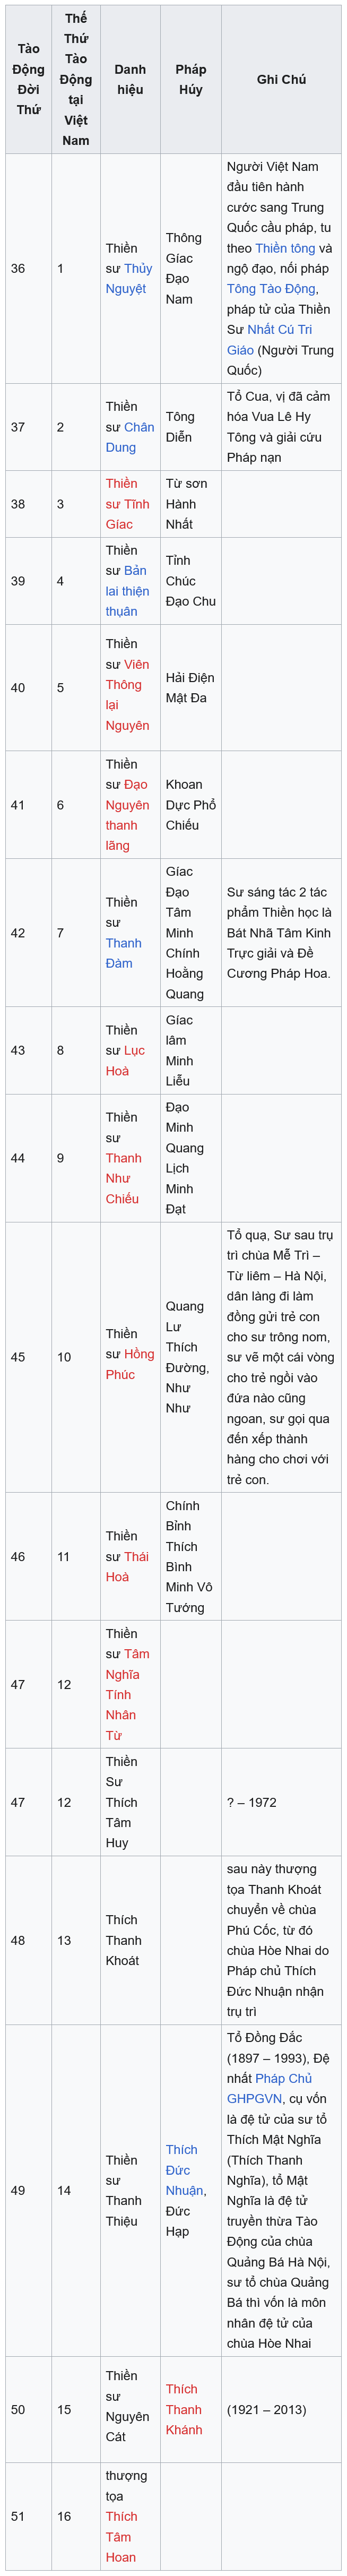 Tào Động Đời Thứ
Thế Thứ Tào Động tại Việt Nam
Danh hiệu
Pháp Húy
Ghi Chú
36
1
Thiền
sư Thủy
Nguyệt
Thông
Gíac
Đạo
Nam
Người Việt Nam
đầu tiên hành
cước sang Trung
Quốc cầu pháp, tu
theo Thiền tông và
ngộ đạo, nối pháp
Tông Tào Động,
pháp tử của Thiền
Sư Nhất Cú Tri
Giáo (Người Trung
Quốc)
37
2
Thiền
sư Chân
Dung
Tông
Diễn
Tổ Cua, vị đã cảm
hóa Vua Lê Hy
Tông và giải cứu
Pháp nạn
38
3
Thiền
sư Tĩnh
Gíac
Từ sơn
Hành
Nhất
39
4
Thiền
sư Bản
lai thiện
thụân
Tỉnh
Chúc
Đạo Chu
40
5
Thiền
sư Viên
Thông
lại
Nguyên
Hải Điện
Mật Đa
41
6
Thiền
sư Đạo
Nguyên
thanh
lãng
Khoan
Dực Phổ
Chiếu
42
7
Thiền
sư
Thanh
Đàm
Gíac
Đạo
Tâm
Minh
Chính
Hoằng
Quang
Sư sáng tác 2 tác
phẩm Thiền học là
Bát Nhã Tâm Kinh
Trực giải và Đề
Cương Pháp Hoa.
43
8
Thiền
sư Lục
Hoà
Gíac
lâm
Minh
Liễu
44
9
Thiền
sư
Thanh
Như
Chiếu
Đạo
Minh
Quang
Lịch
Minh
Đạt
45
10
Thiền
sư Hồng
Phúc
Quang
Lư
Thích
Đường,
Như
Như
Tổ quạ, Sư sau trụ
trì chùa Mễ Trì –
Từ liêm – Hà Nội,
dân làng đi làm
đồng gửi trẻ con
cho sư trông nom,
sư vẽ một cái vòng
cho trẻ ngồi vào
đứa nào cũng
ngoan, sư gọi quạ
đến xếp thành
hàng cho chơi với
trẻ con.
46
11
Thiền
sư Thái
Hoà
Chính
Bỉnh
Thích
Bình
Minh Vô
Tướng
47
12
Thiền
sư Tâm
Nghĩa
Tính
Nhân
Từ
47
12
Thiền
Sư
Thích
Tâm
Huy
? – 1972
48
13
Thích
Thanh
Khoát
sau này thượng
tọa Thanh Khoát
chuyển về chùa
Phú Cốc, từ đó
chùa Hòe Nhai do
Pháp chủ Thích
Đức Nhuận nhận
trụ trì
49
14
Thiền
sư
Thanh
Thiệu
Thích
Đức
Nhuận,
Đức
Hạp
Tổ Đồng Đắc
(1897 – 1993), Đệ
nhất Pháp Chủ
GHPGVN, cụ vốn
là đệ tử của sư tổ
Thích Mật Nghĩa
(Thích Thanh
Nghĩa), tổ Mật
Nghĩa là đệ tử
truyền thừa Tào
Động của chùa
Quảng Bá Hà Nội,
sư tổ chùa Quảng
Bá thì vốn là môn
nhân đệ tử của
chùa Hòe Nhai
50
15
Thiền
sư
Nguyên
Cát
Thích
Thanh
Khánh
(1921 – 2013)
51
16
thượng
tọa
Thích
Tâm
Hoan